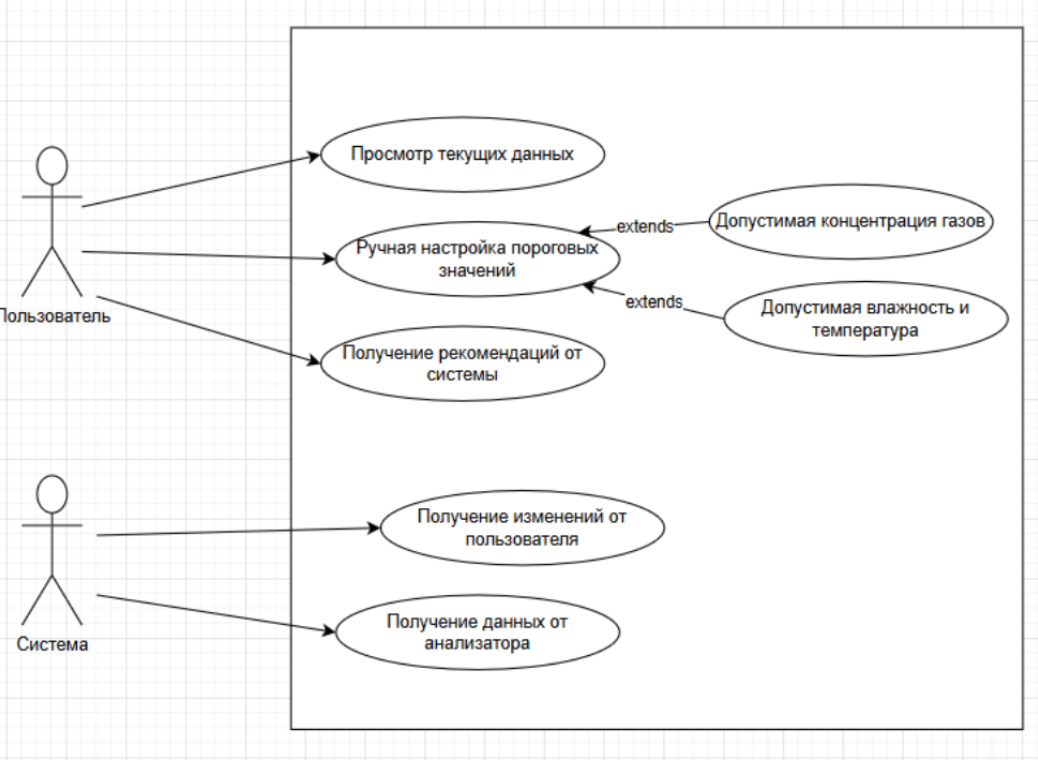 Просмотр текущих данных
Пользователь
Ручная настройка пороговых
значений
extends
Допустимая концентрация газов
extends
Допустимая влажность и
температура
Получение рекомендаций от
системы
Система
Получение изменений от
пользователя
Получение данных от
анализатора